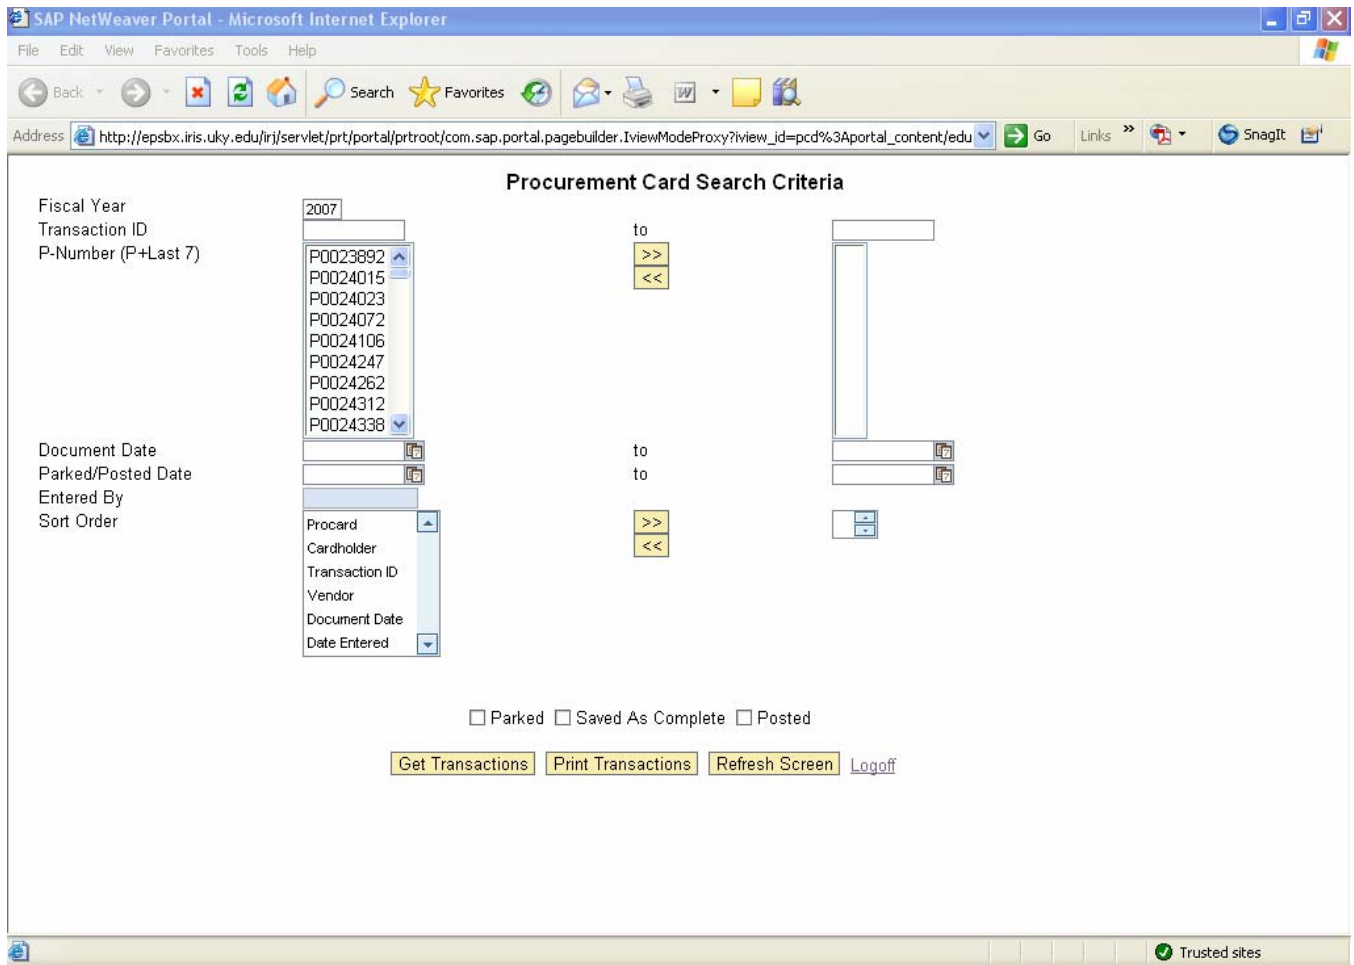 SAP NetWeaver Portal - Microsoft Internet Explorer
File Edit View Favorites Tools Help
Back Search Favorites
Address http://epsbx.iris.uky.edu/irj/servlet/prt/portal/prtroot/com.sap.portal.pagebuilder.IviewModeProxy?iview_id=pcd%3Aportal_content/edu Go Links >> SnagIt
Procurement Card Search Criteria
Fiscal Year 2007
Transaction ID to
P-Number (P+Last 7) P0023892 >>
P0024015 <<
P0024023
P0024072
P0024106
P0024247
P0024262
P0024312
P0024338
Document Date to
Parked/Posted Date to
Entered By
Sort Order Procard >>
Cardholder <<
Transaction ID
Vendor
Document Date
Date Entered
Parked Saved As Complete Posted
Get Transactions Print Transactions Refresh Screen Logoff
Trusted sites